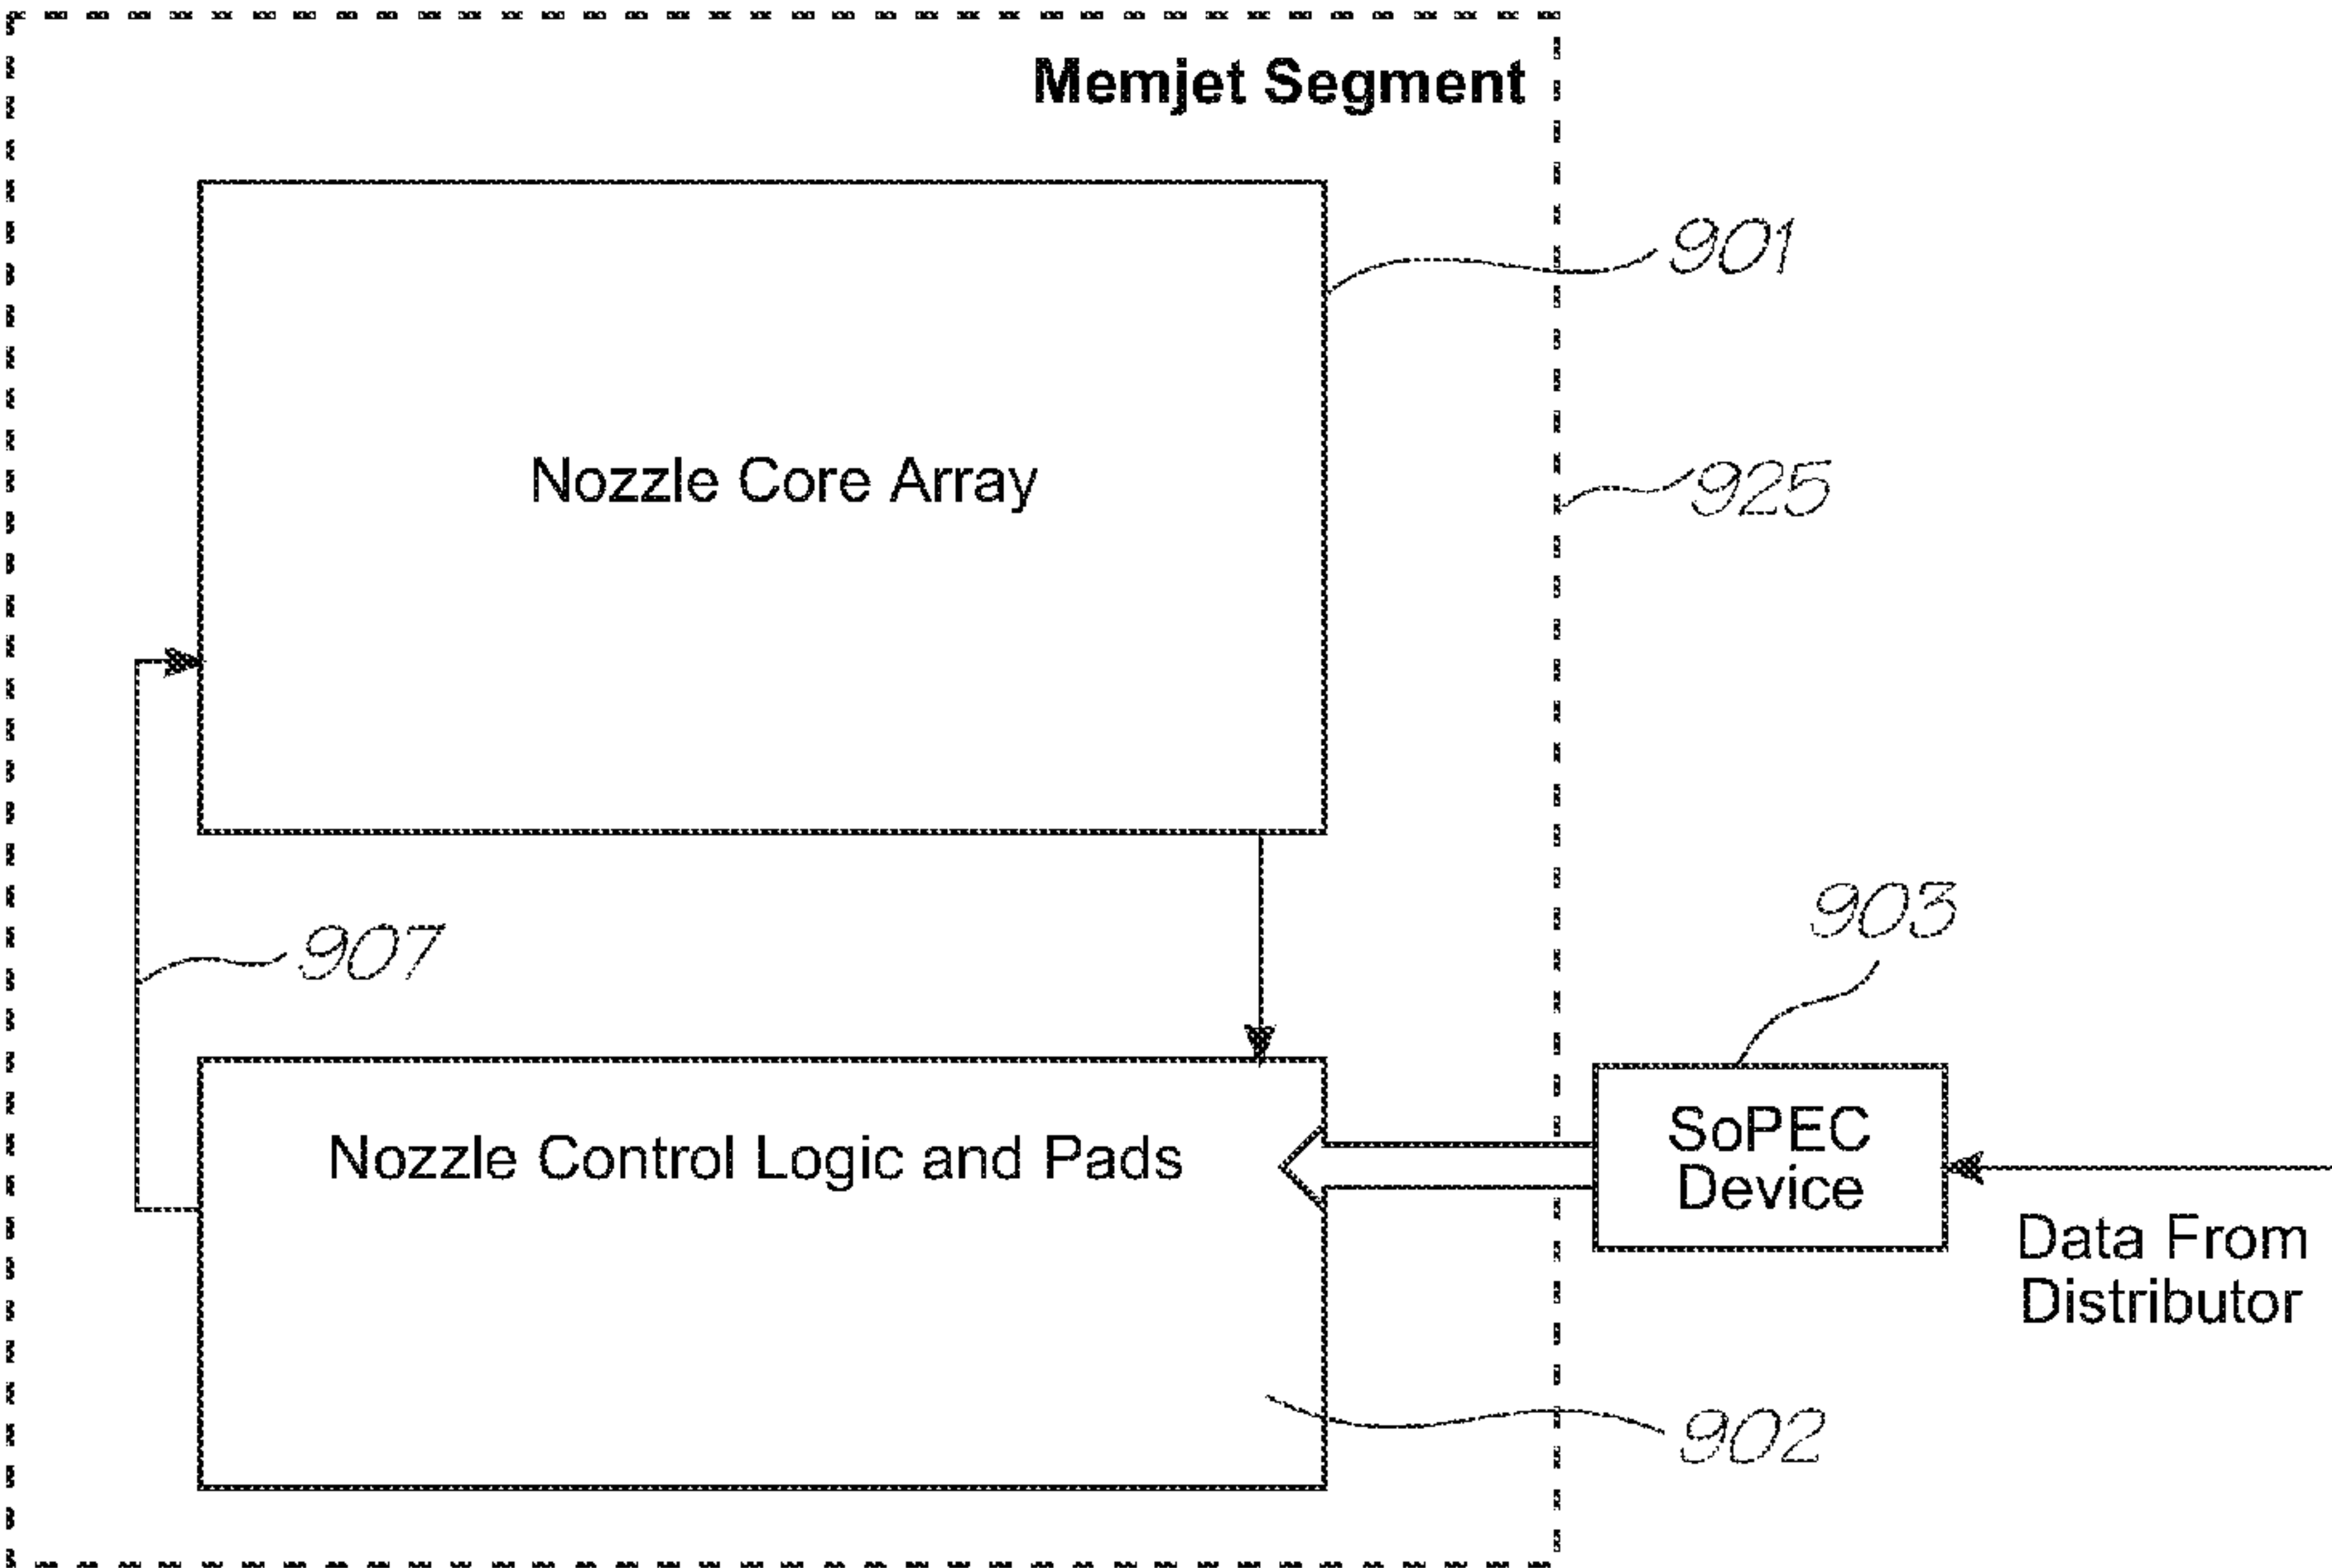 Memjet Segment
901
Nozzle Core Array
925
903
907
SoPEC
Device
Nozzle Control Logic and Pads
Data From
Distributor
902